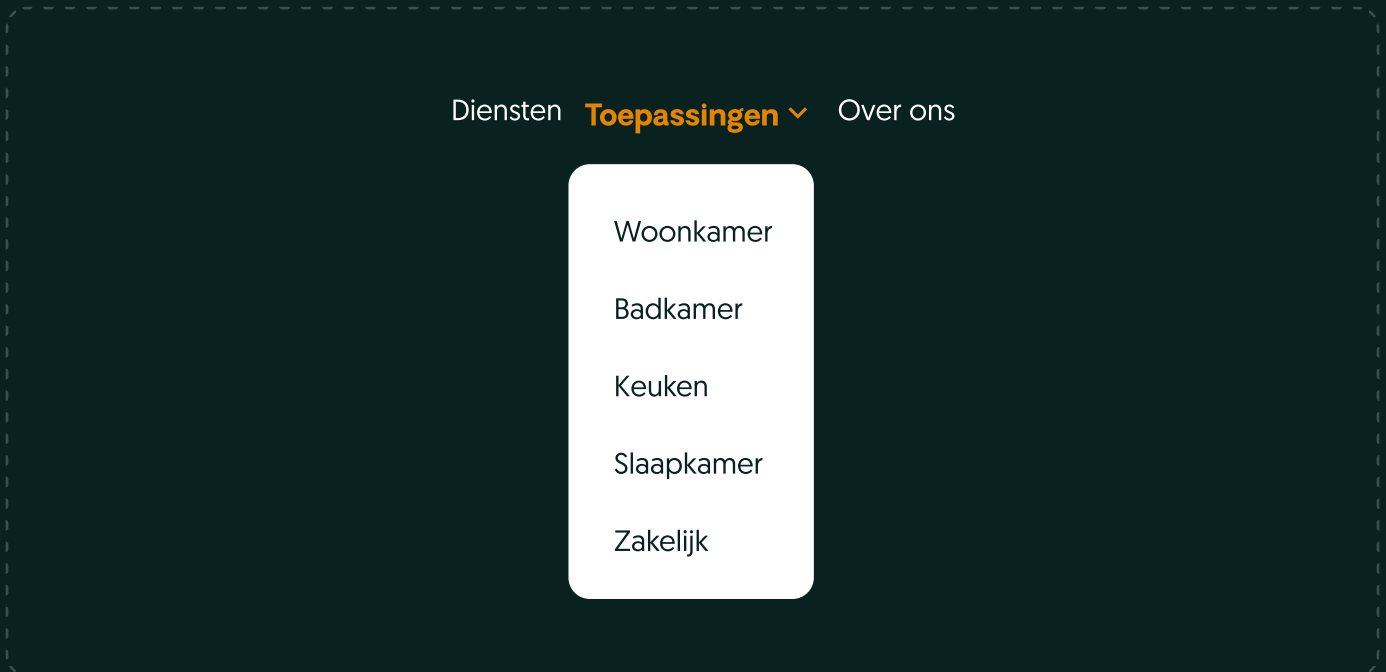 Diensten Toepassingen Over ons
Woonkamer
Badkamer
Keuken
Slaapkamer
Zakelijk